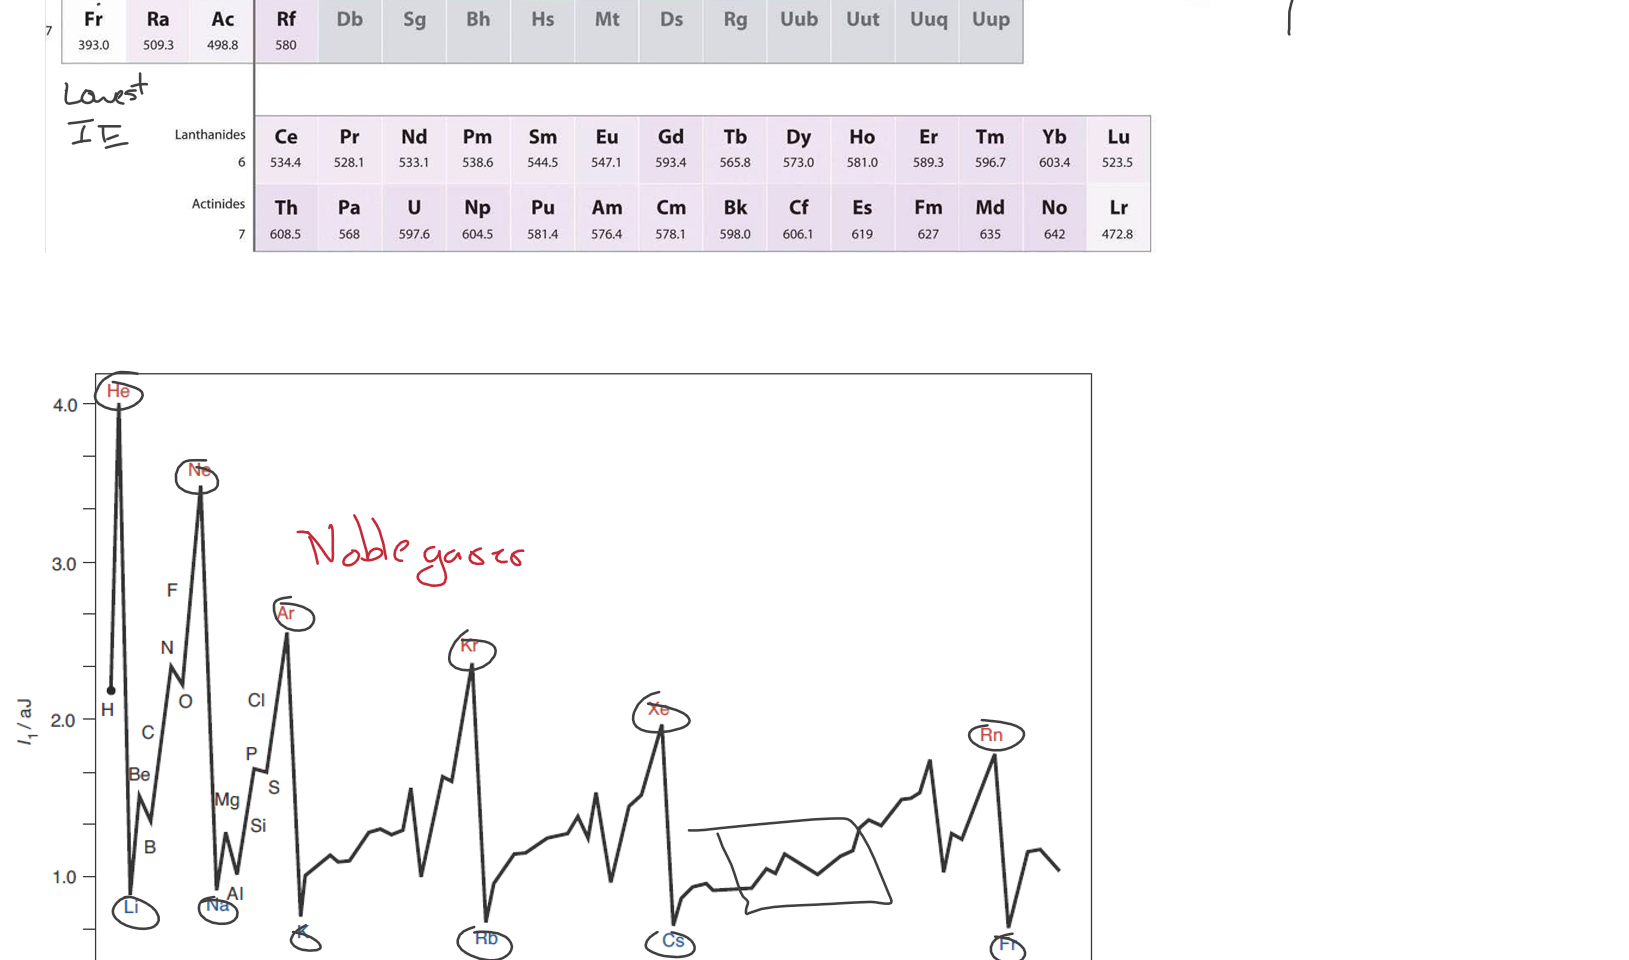 Fr Ra Ac Rf Db Sg Bh Hs Mt Ds Rg Uub Uut Uuq Uup
7 393.0 509.3 498.8 580
Lowest
IE
Lanthanides Ce Pr Nd Pm Sm Eu Gd Tb Dy Ho Er Tm Yb Lu
6 534.4 528.1 533.1 538.6 544.5 547.1 593.4 565.8 573.0 581.0 589.3 596.7 603.4 523.5
Actinides Th Pa U Np Pu Am Cm Bk Cf Es Fm Md No Lr
7 608.5 568 597.6 604.5 581.4 576.4 578.1 598.0 606.1 619 627 635 642 472.8
He
4.0
Ne
Noble gases
3.0
F
Ar
N
Kr
O
Cl
H
Xe
2.0
I1 / aJ
C
Rn
P
Be
S
Mg
Si
B
1.0
Al
Li
Na
K
Rb
Cs
Fr